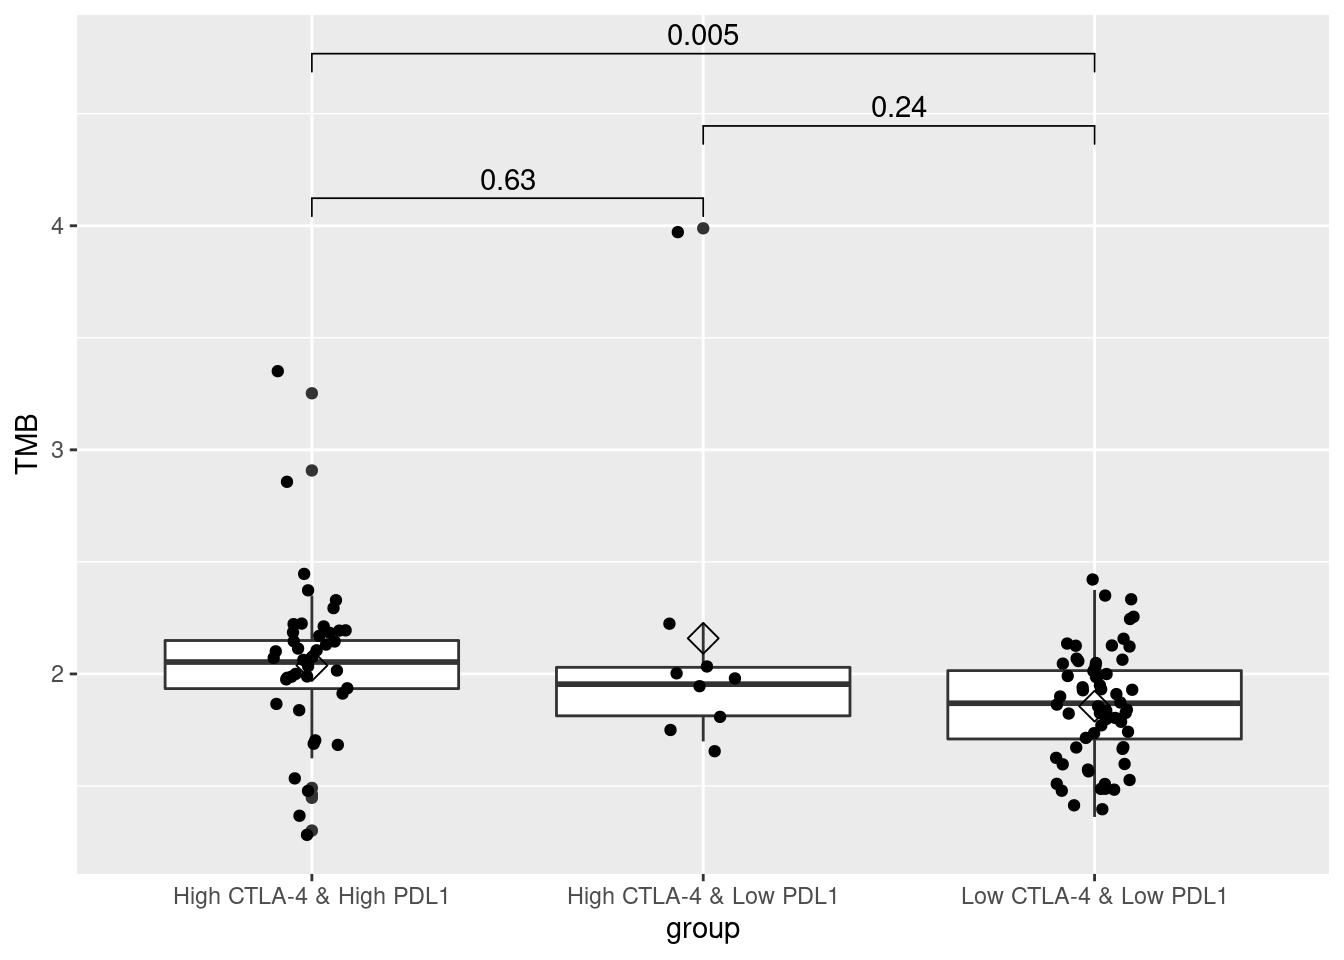 0.005
0.24
0.63
4
3
2
TMB
High CTLA-4 & High PDL1
High CTLA-4 & Low PDL1
Low CTLA-4 & Low PDL1
group